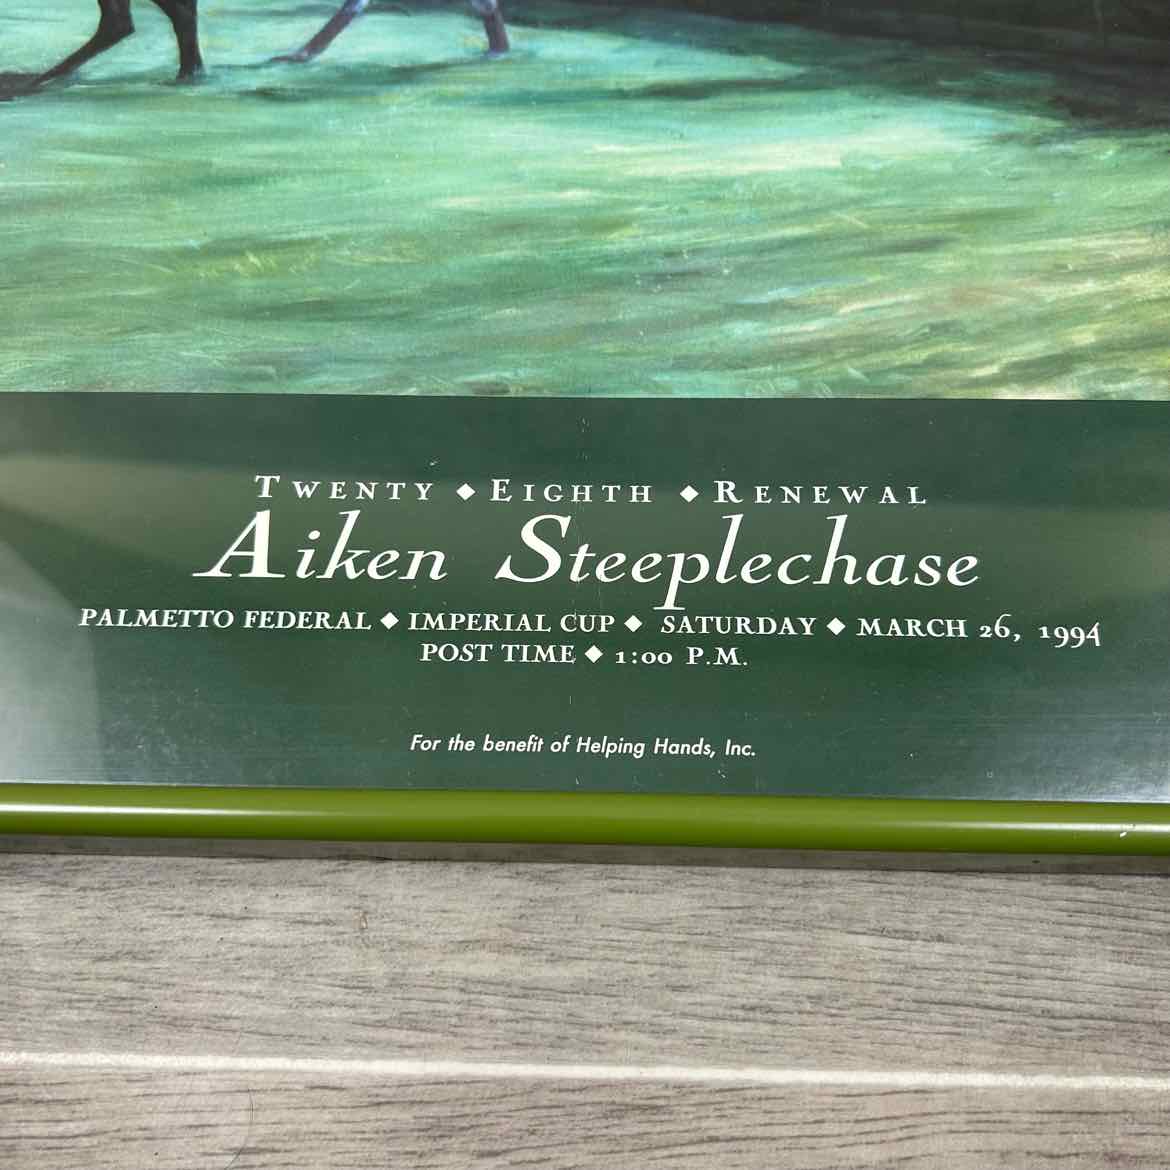 TWENTY ◆ EIGHTH ◆ RENEWAL
Aiken Steeplechase
PALMETTO FEDERAL ◆ IMPERIAL CUP ◆ SATURDAY ◆ MARCH 26, 1994
POST TIME ◆ 1:00 P.M.
For the benefit of Helping Hands, Inc.